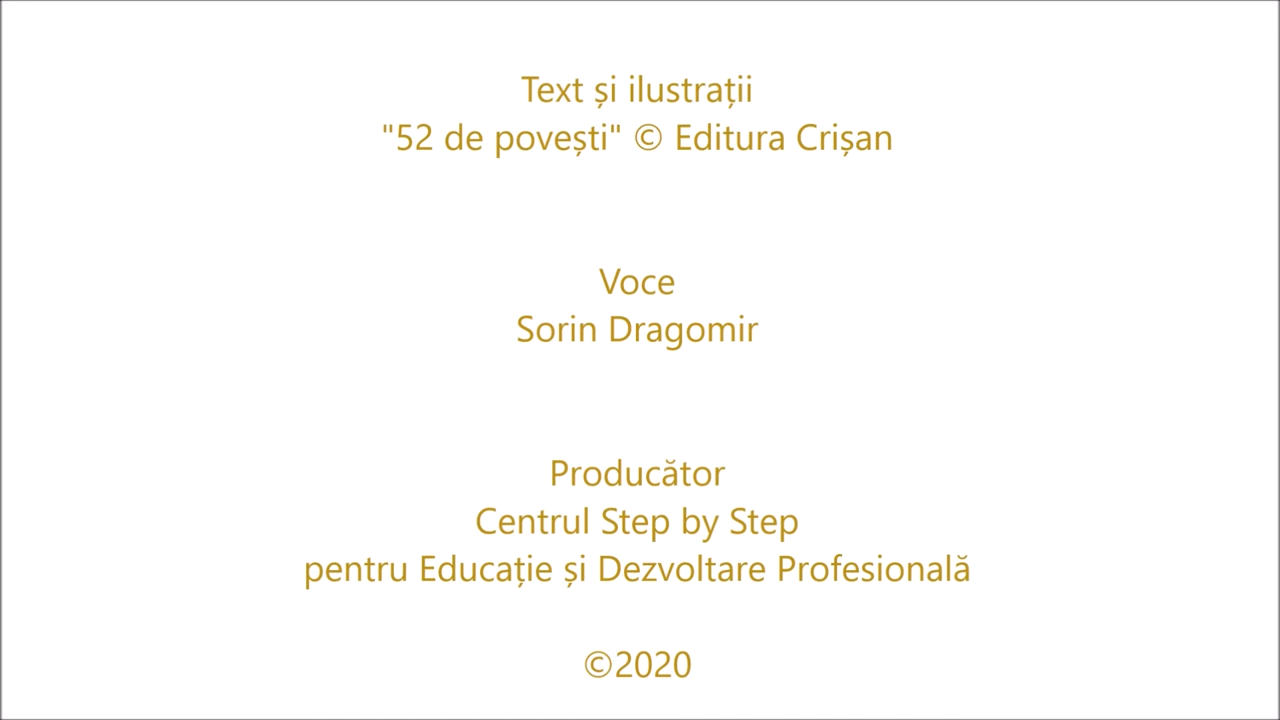 Text și ilustrații
"52 de povești" © Editura Crișan
Voce
Sorin Dragomir
Producător
Centrul Step by Step
pentru Educație și Dezvoltare Profesională
©2020